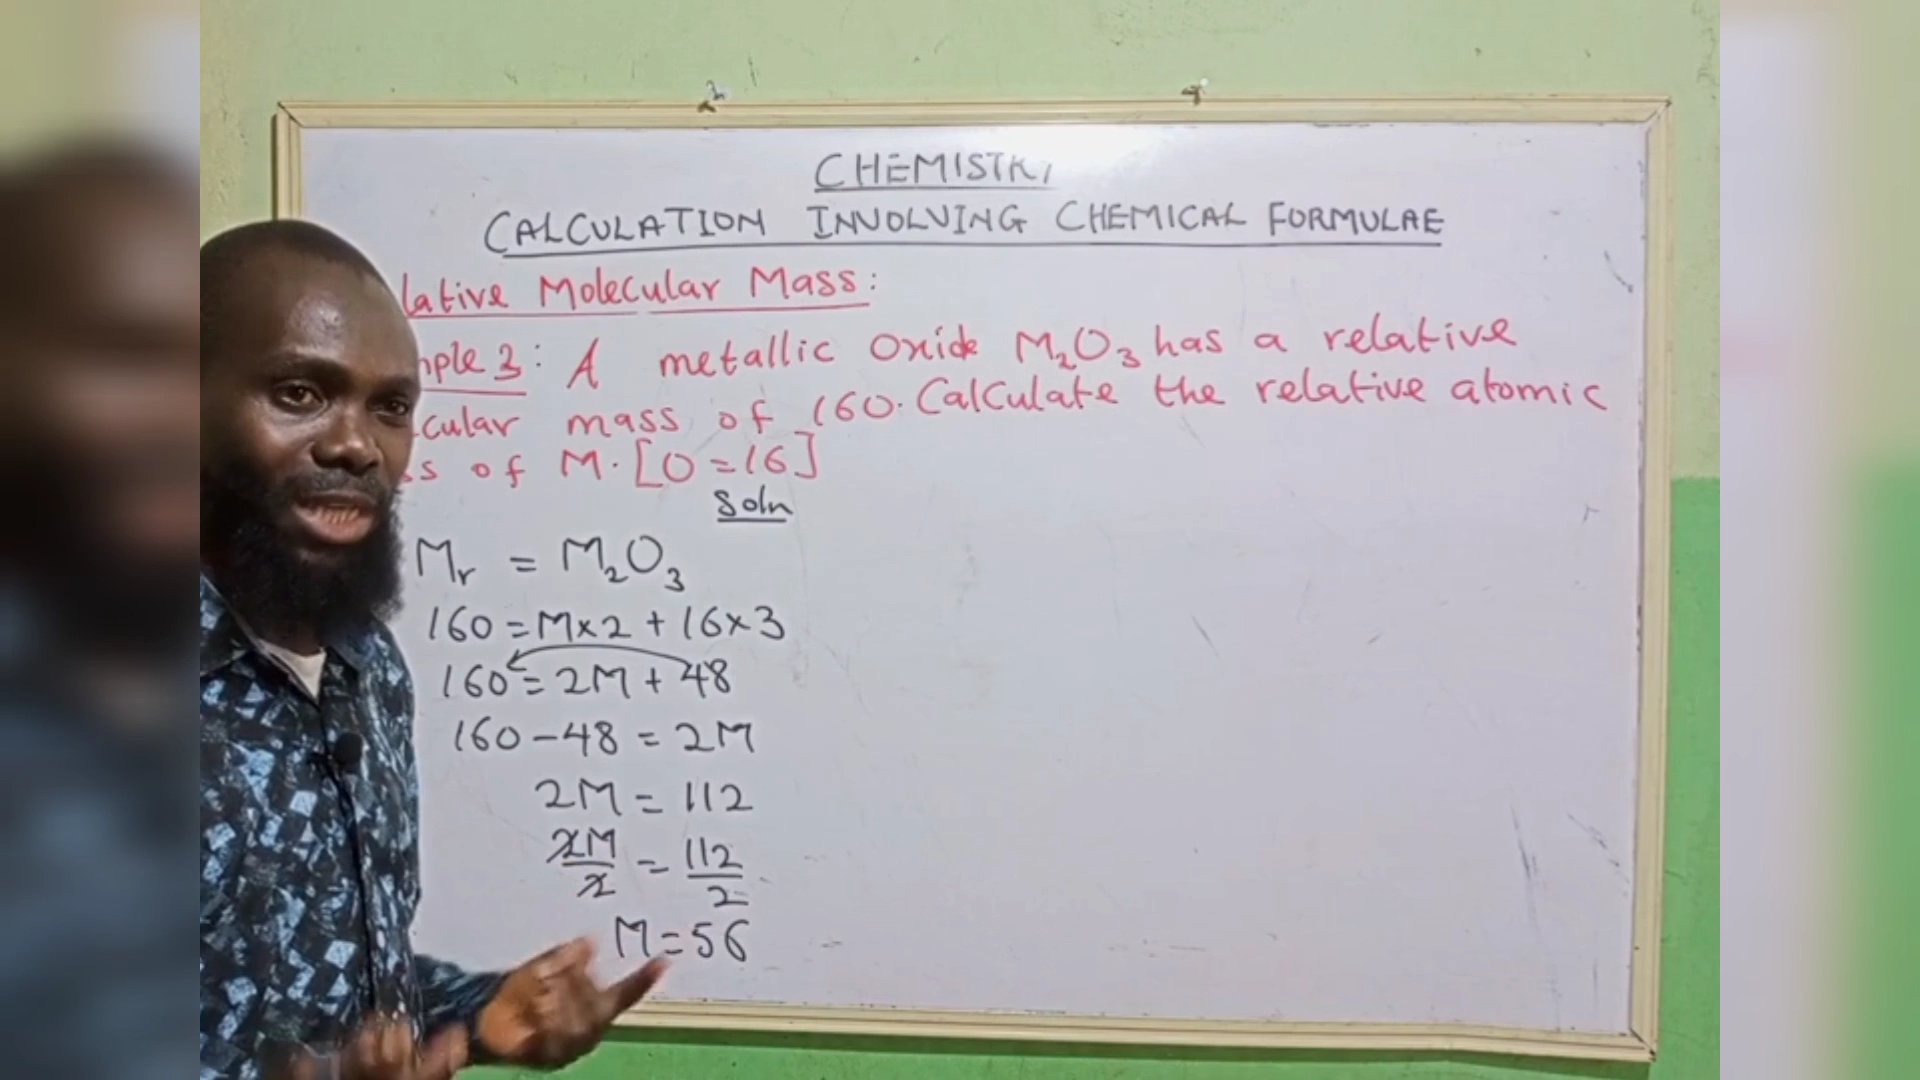 CHEMISTR
CALCULATION INVOLVING CHEMICAL FORMULAE
lative Molecular Mass:
mple 3: A metallic Oxide M₂O₃ has a relative
cular mass of 160. Calculate the relative atomic
ss of M. [O = 16]
Soln
Mr = M₂O₃
160 = M×2 + 16×3
160 = 2M + 48
160 - 48 = 2M
2M = 112
2M/2 = 112/2
M = 56